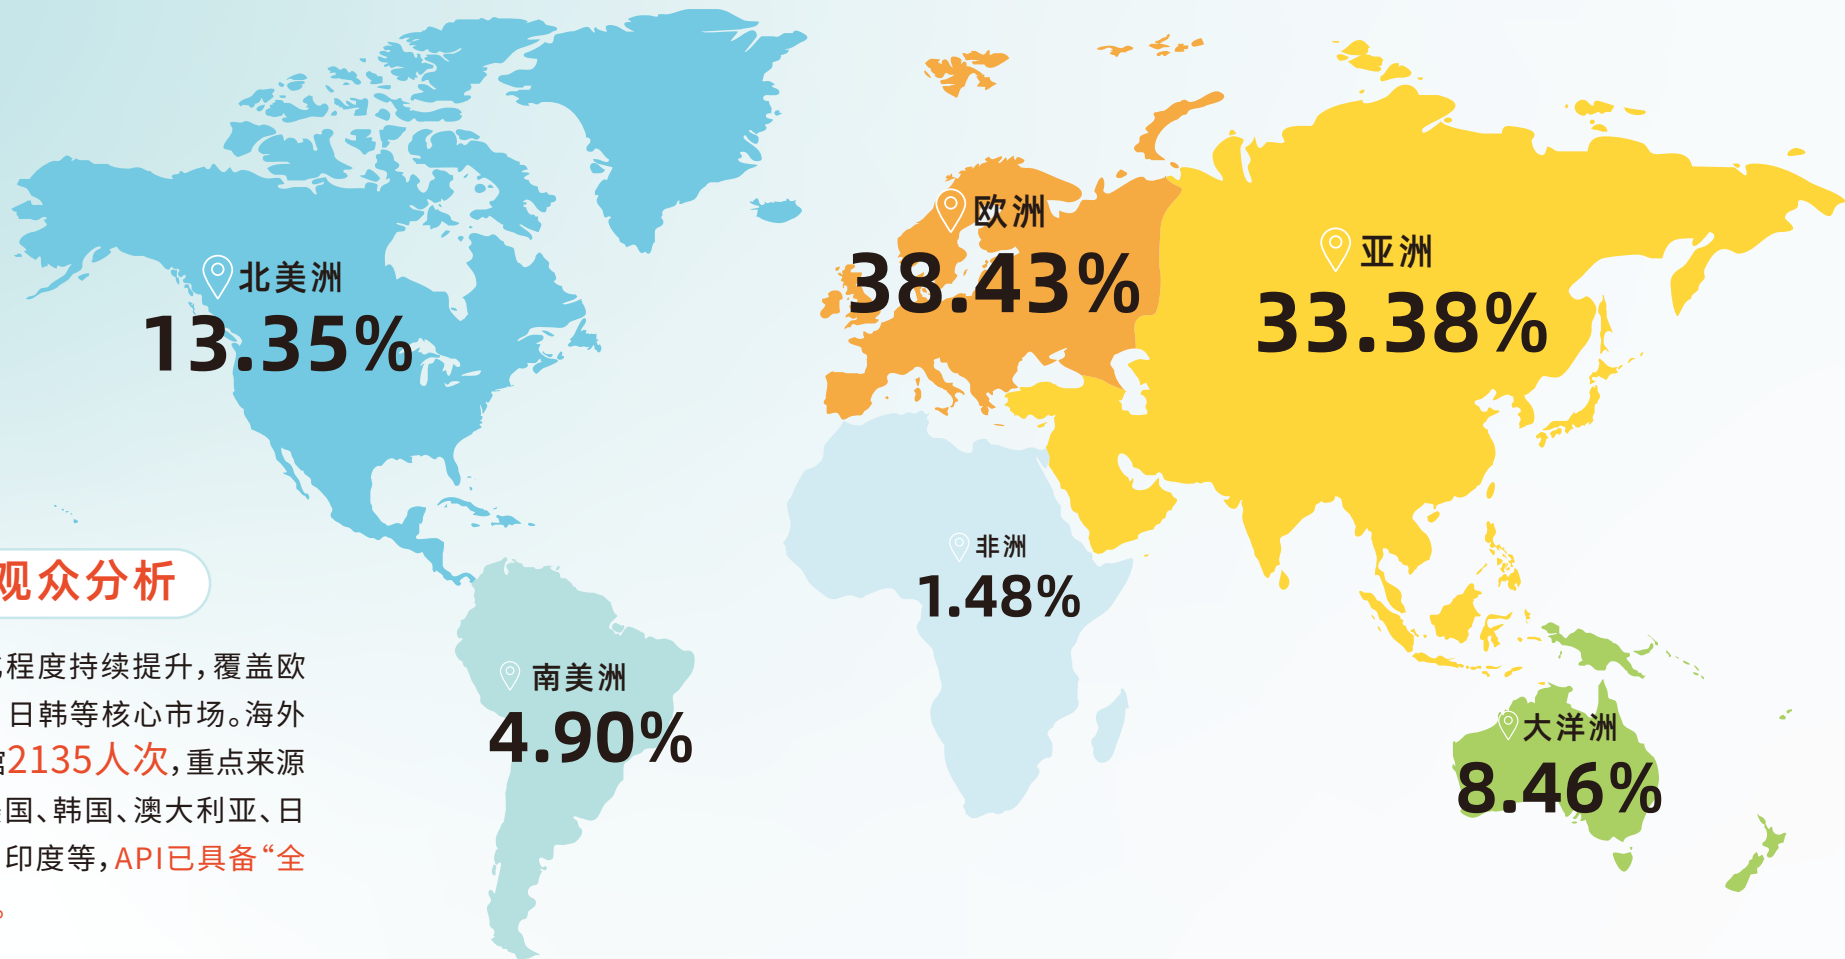 欧洲
38.43%
亚洲
33.38%
北美洲
13.35%
非洲
1.48%
南美洲
4.90%
大洋洲
8.46%
观众分析
程度持续提升，覆盖欧
日韩等核心市场。海外
2135人次，重点来源
国、韩国、澳大利亚、日
印度等，API已具备“全
。